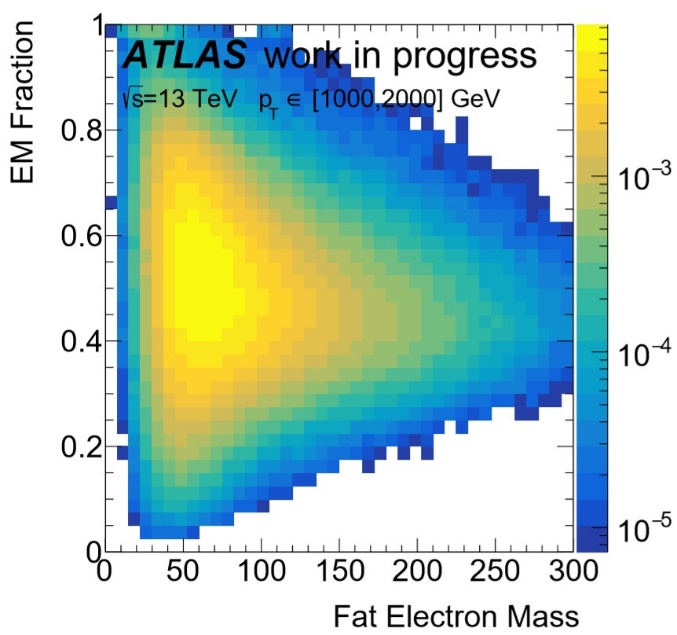 ATLAS work in progress
√s=13 TeV p_T ∈ [1000,2000] GeV
EM Fraction
1
0.8
0.6
0.4
0.2
0
0 50 100 150 200 250 300
Fat Electron Mass
10⁻³
10⁻⁴
10⁻⁵